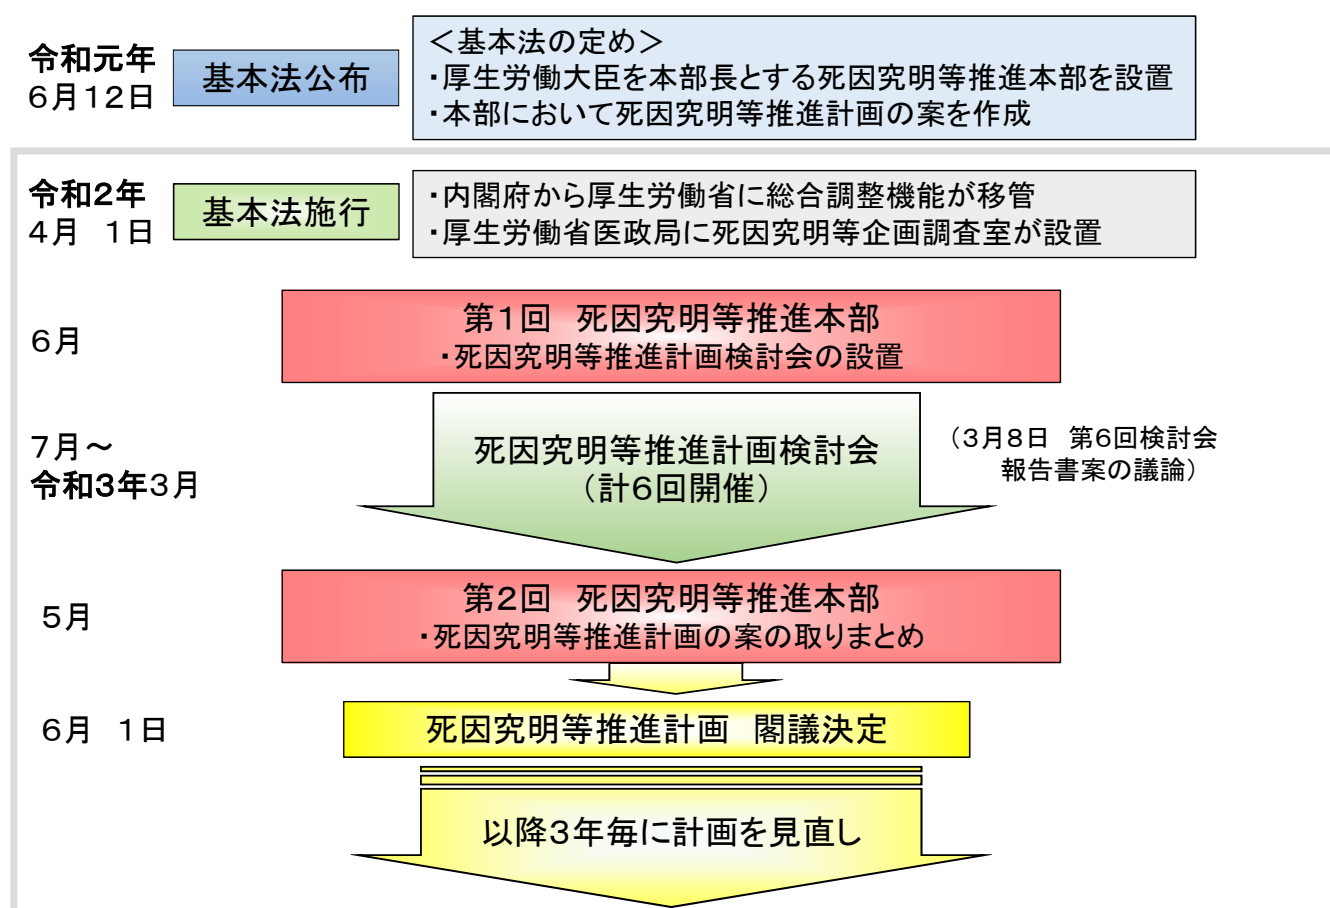 令和元年
6月12日
基本法公布
＜基本法の定め＞
・厚生労働大臣を本部長とする死因究明等推進本部を設置
・本部において死因究明等推進計画の案を作成
令和2年
4月　1日
基本法施行
・内閣府から厚生労働省に総合調整機能が移管
・厚生労働省医政局に死因究明等企画調査室が設置
6月
第1回　死因究明等推進本部
・死因究明等推進計画検討会の設置
7月～
令和3年3月
死因究明等推進計画検討会
（計6回開催）
（3月8日　第6回検討会
報告書案の議論）
5月
第2回　死因究明等推進本部
・死因究明等推進計画の案の取りまとめ
6月　1日
死因究明等推進計画　閣議決定
以降3年毎に計画を見直し